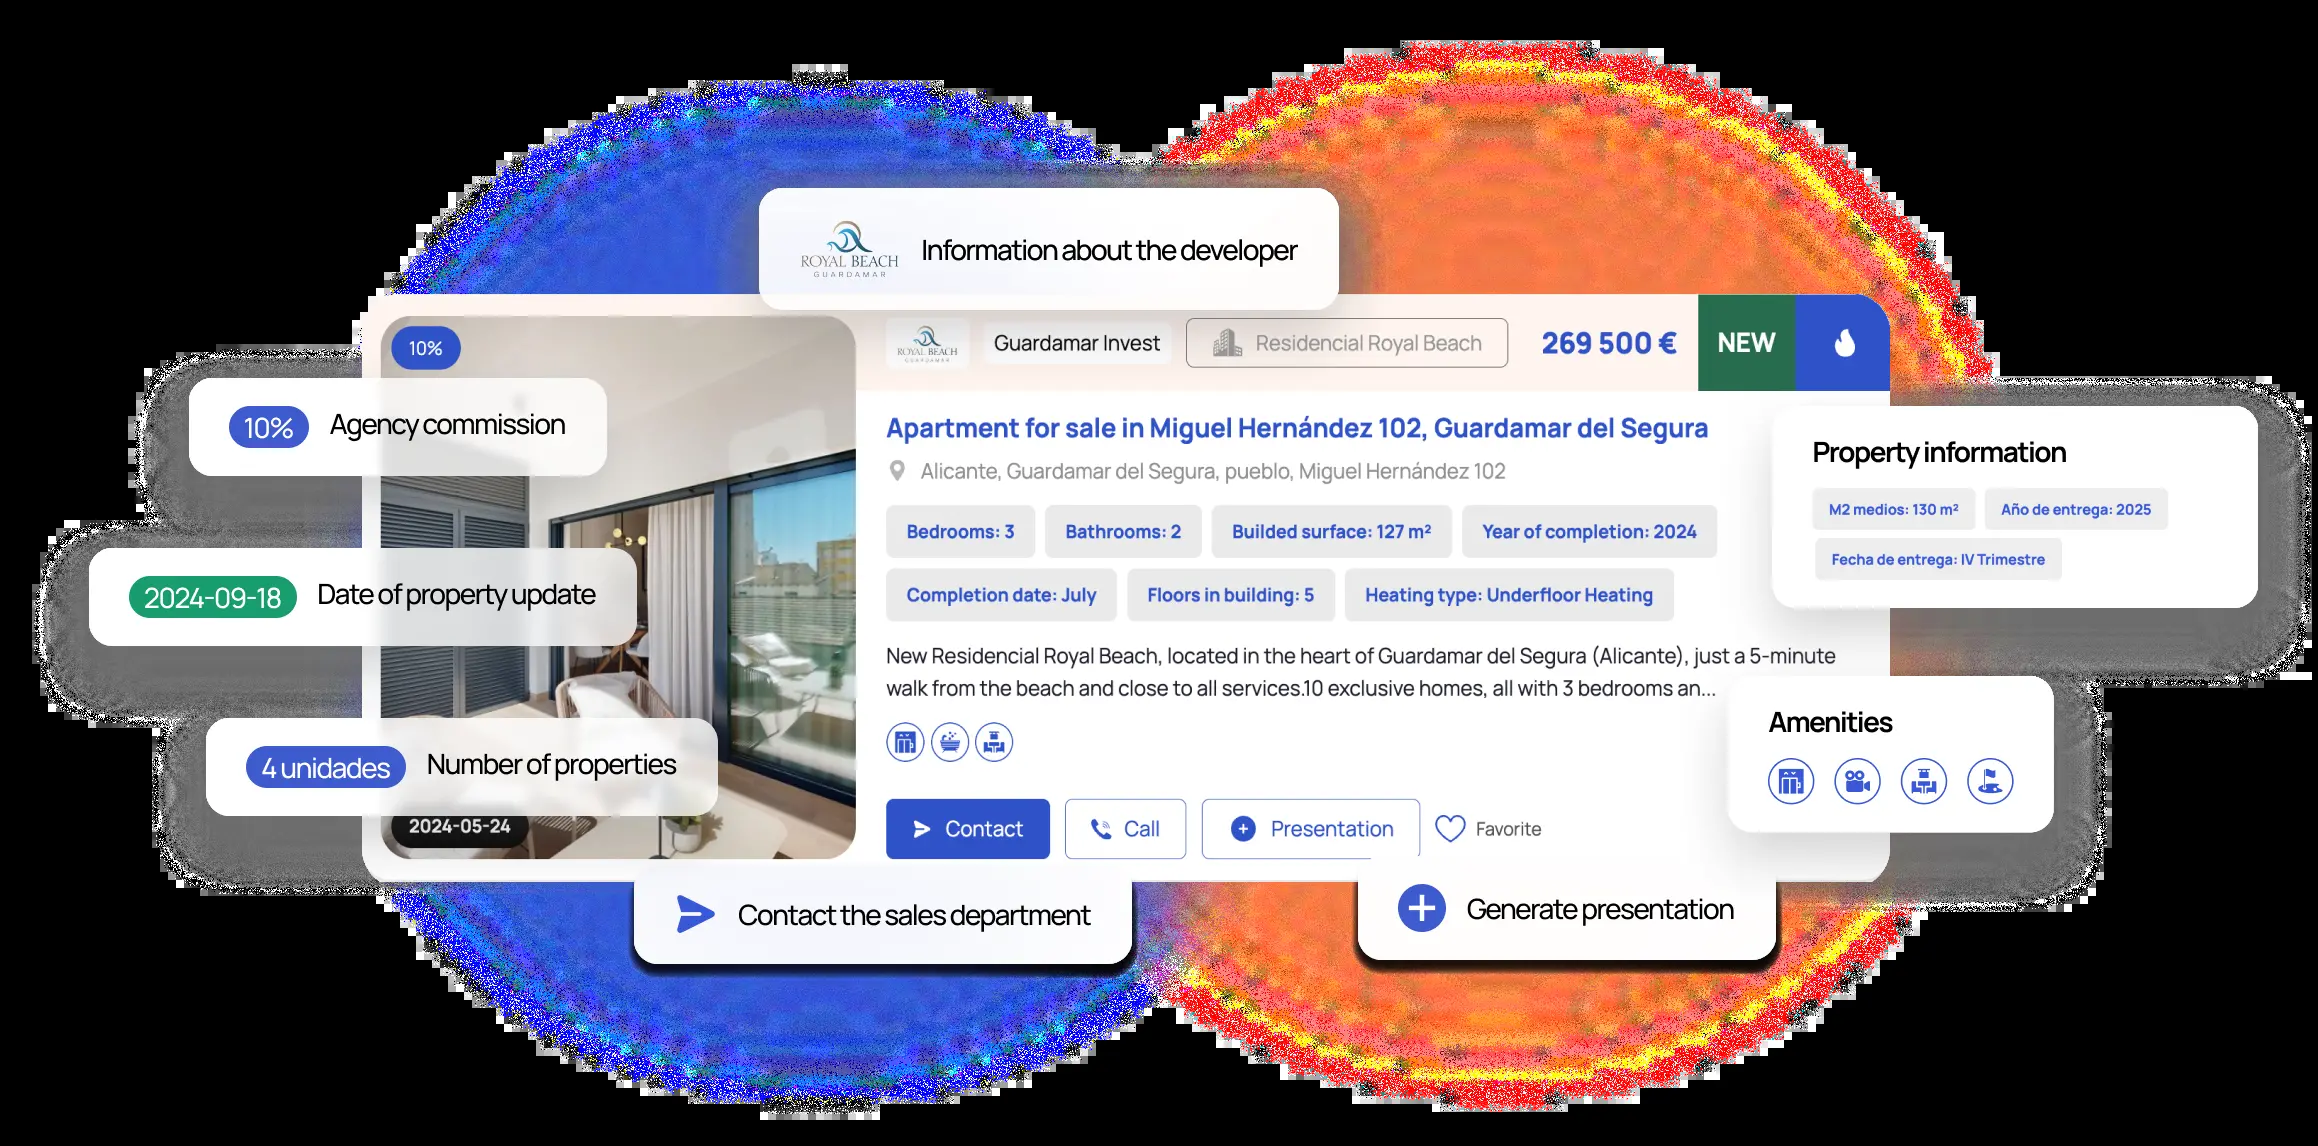 ROYAL BEACH
GUARDAMAR
Information about the developer
10%
ROYAL BEACH
GUARDAMAR
Guardamar Invest
Residencial Royal Beach
269 500 €
NEW
10% Agency commission
Apartment for sale in Miguel Hernández 102, Guardamar del Segura
Alicante, Guardamar del Segura, pueblo, Miguel Hernández 102
Property information
M2 medios: 130 m²
Año de entrega: 2025
Fecha de entrega: IV Trimestre
Bedrooms: 3
Bathrooms: 2
Builded surface: 127 m²
Year of completion: 2024
2024-09-18 Date of property update
Completion date: July
Floors in building: 5
Heating type: Underfloor Heating
New Residencial Royal Beach, located in the heart of Guardamar del Segura (Alicante), just a 5-minute
walk from the beach and close to all services.10 exclusive homes, all with 3 bedrooms an...
4 unidades Number of properties
Amenities
2024-05-24
Contact
Call
Presentation
Favorite
Contact the sales department
Generate presentation